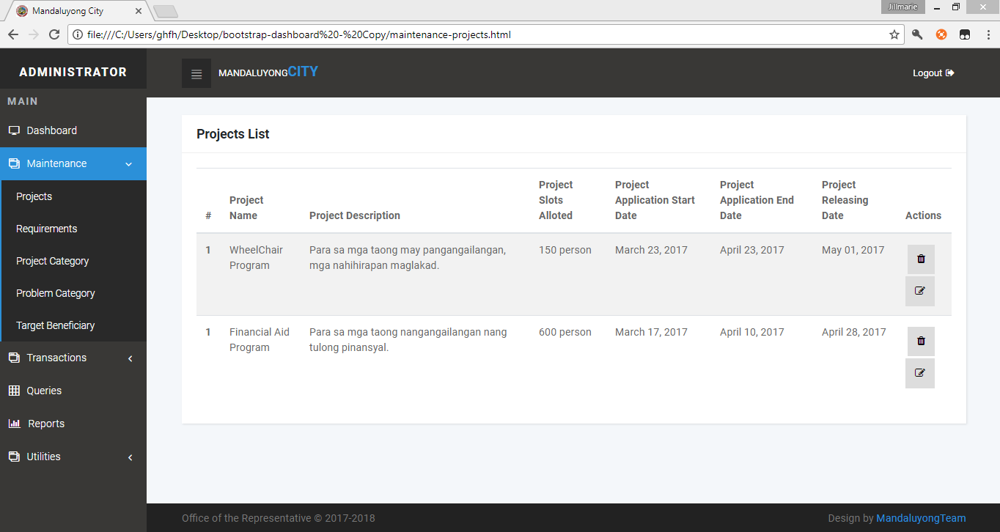 Mandaluyong City
Jillmarie
file:///C:/Users/ghfh/Desktop/bootstrap-dashboard%20-%20Copy/maintenance-projects.html
ADMINISTRATOR
MANDALUYONGCITY
Logout
MAIN
Dashboard
Maintenance
Projects
Requirements
Project Category
Problem Category
Target Beneficiary
Transactions
Queries
Reports
Utilities
Projects List
# Project Name Project Description Project Slots Alloted Project Application Start Date Project Application End Date Project Releasing Date Actions
1 WheelChair Program Para sa mga taong may pangangailangan, mga nahihirapan maglakad. 150 person March 23, 2017 April 23, 2017 May 01, 2017
1 Financial Aid Program Para sa mga taong nangangailangan nang tulong pinansyal. 600 person March 17, 2017 April 10, 2017 April 28, 2017
Office of the Representative © 2017-2018
Design by MandaluyongTeam